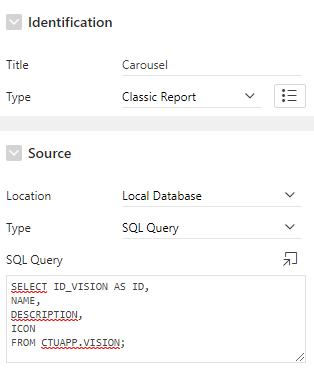 Identification
Title Carousel
Type Classic Report
Source
Location Local Database
Type SQL Query
SQL Query
SELECT ID_VISION AS ID,
NAME,
DESCRIPTION,
ICON
FROM CTUAPP.VISION;